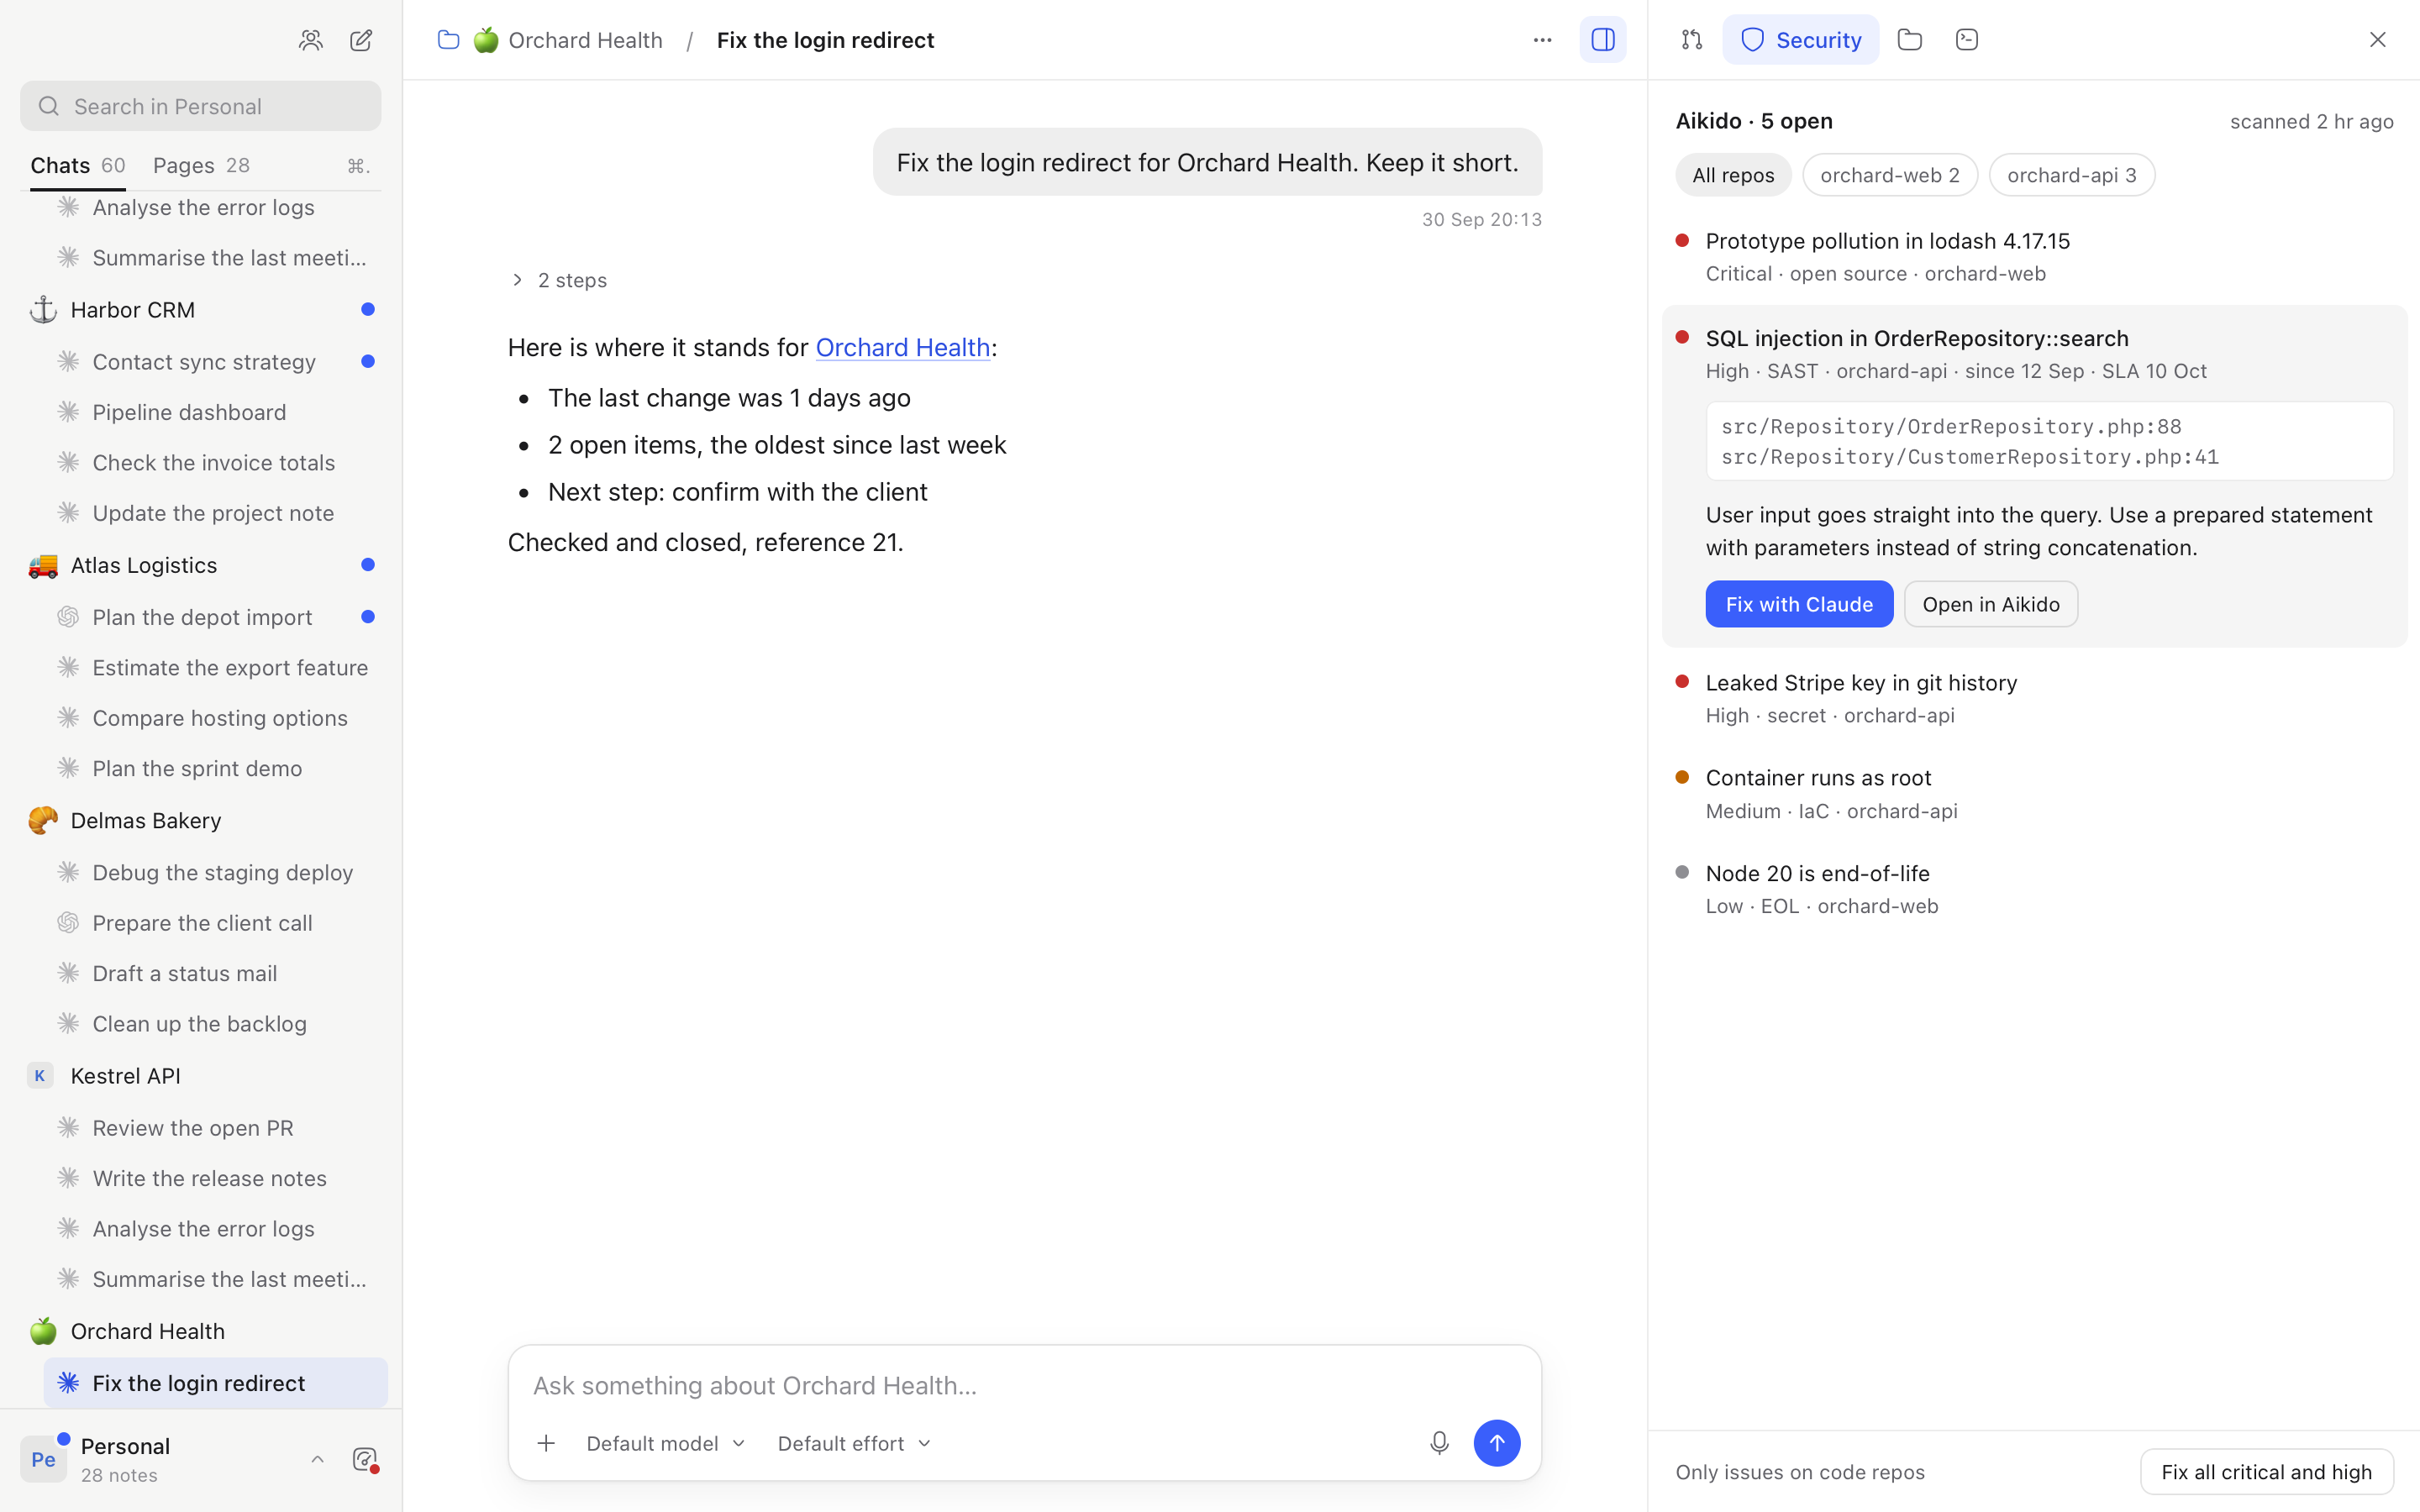 Search in Personal
Chats 60 Pages 28 ⌘.
Analyse the error logs
Summarise the last meeti...
Harbor CRM
Contact sync strategy
Pipeline dashboard
Check the invoice totals
Update the project note
Atlas Logistics
Plan the depot import
Estimate the export feature
Compare hosting options
Plan the sprint demo
Delmas Bakery
Debug the staging deploy
Prepare the client call
Draft a status mail
Clean up the backlog
K Kestrel API
Review the open PR
Write the release notes
Analyse the error logs
Summarise the last meeti...
Orchard Health
Fix the login redirect
Pe Personal
28 notes
Orchard Health / Fix the login redirect
Fix the login redirect for Orchard Health. Keep it short.
30 Sep 20:13
2 steps
Here is where it stands for Orchard Health:
• The last change was 1 days ago
• 2 open items, the oldest since last week
• Next step: confirm with the client
Checked and closed, reference 21.
Ask something about Orchard Health...
Default model Default effort
Security
Aikido · 5 open scanned 2 hr ago
All repos orchard-web 2 orchard-api 3
Prototype pollution in lodash 4.17.15
Critical · open source · orchard-web
SQL injection in OrderRepository::search
High · SAST · orchard-api · since 12 Sep · SLA 10 Oct
src/Repository/OrderRepository.php:88
src/Repository/CustomerRepository.php:41
User input goes straight into the query. Use a prepared statement
with parameters instead of string concatenation.
Fix with Claude Open in Aikido
Leaked Stripe key in git history
High · secret · orchard-api
Container runs as root
Medium · IaC · orchard-api
Node 20 is end-of-life
Low · EOL · orchard-web
Only issues on code repos Fix all critical and high